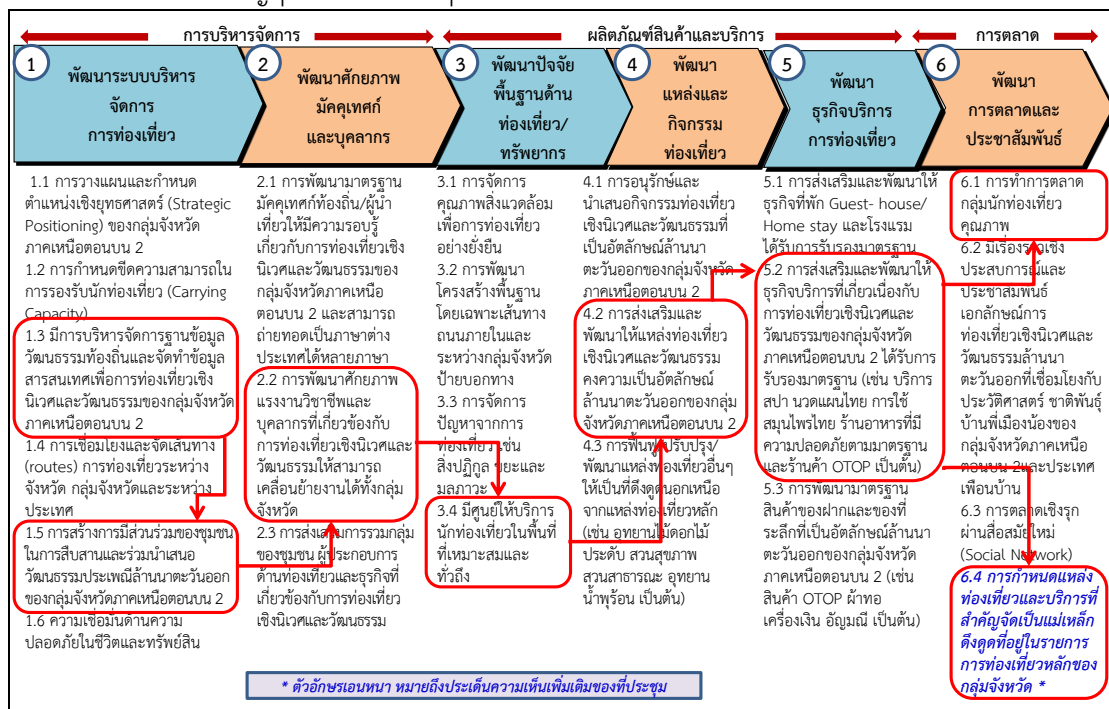 การบริหารจัดการ
ผลิตภัณฑ์สินค้าและบริการ
การตลาด
1
พัฒนาระบบบริหาร
จัดการ
การท่องเที่ยว
2
พัฒนาศักยภาพ
มัคคุเทศก์
และบุคลากร
3
พัฒนาปัจจัย
พื้นฐานด้าน
ท่องเที่ยว/
ทรัพยากร
4
พัฒนา
แหล่งและ
กิจกรรม
ท่องเที่ยว
5
พัฒนา
ธุรกิจบริการ
การท่องเที่ยว
6
พัฒนา
การตลาดและ
ประชาสัมพันธ์
1.1 การวางแผนและกำหนด
ตำแหน่งเชิงยุทธศาสตร์ (Strategic
Positioning) ของกลุ่มจังหวัด
ภาคเหนือตอนบน 2
1.2 การกำหนดขีดความสามารถใน
การรองรับนักท่องเที่ยว (Carrying
Capacity)
1.3 มีการบริหารจัดการฐานข้อมูล
วัฒนธรรมท้องถิ่นและจัดทำข้อมูล
สารสนเทศเพื่อการท่องเที่ยวเชิง
นิเวศและวัฒนธรรมของกลุ่มจังหวัด
ภาคเหนือตอนบน 2
1.4 การเชื่อมโยงและจัดเส้นทาง
(routes) การท่องเที่ยวระหว่าง
จังหวัด กลุ่มจังหวัดและระหว่าง
ประเทศ
1.5 การสร้างการมีส่วนร่วมของชุมชน
ในการสืบสานและร่วมนำเสนอ
วัฒนธรรมประเพณีล้านนาตะวันออก
ของกลุ่มจังหวัดภาคเหนือตอนบน 2
1.6 ความเชื่อมั่นด้านความ
ปลอดภัยในชีวิตและทรัพย์สิน
2.1 การพัฒนามาตรฐาน
มัคคุเทศก์ท้องถิ่น/ผู้นำ
เที่ยวให้มีความรอบรู้
เกี่ยวกับการท่องเที่ยวเชิง
นิเวศและวัฒนธรรมของ
กลุ่มจังหวัดภาคเหนือ
ตอนบน 2 และสามารถ
ถ่ายทอดเป็นภาษาต่าง
ประเทศได้หลายภาษา
2.2 การพัฒนาศักยภาพ
แรงงานวิชาชีพและ
บุคลากรที่เกี่ยวข้องกับ
การท่องเที่ยวเชิงนิเวศและ
วัฒนธรรมให้สามารถ
เคลื่อนย้ายงานได้ทั้งกลุ่ม
จังหวัด
2.3 การส่งเสริมการรวมกลุ่ม
ของชุมชน ผู้ประกอบการ
ด้านท่องเที่ยวและธุรกิจที่
เกี่ยวข้องกับการท่องเที่ยว
เชิงนิเวศและวัฒนธรรม
3.1 การจัดการ
คุณภาพสิ่งแวดล้อม
เพื่อการท่องเที่ยว
อย่างยั่งยืน
3.2 การพัฒนา
โครงสร้างพื้นฐาน
โดยเฉพาะเส้นทาง
ถนนภายในและ
ระหว่างกลุ่มจังหวัด
ป้ายบอกทาง
3.3 การจัดการ
ปัญหาจากการ
ท่องเที่ยว เช่น
สิ่งปฏิกูล ขยะและ
มลภาวะ
3.4 มีศูนย์ให้บริการ
นักท่องเที่ยวในพื้นที่
ที่เหมาะสมและ
ทั่วถึง
4.1 การอนุรักษ์และ
นำเสนอกิจกรรมท่องเที่ยว
เชิงนิเวศและวัฒนธรรมที่
เป็นอัตลักษณ์ล้านนา
ตะวันออกของกลุ่มจังหวัด
ภาคเหนือตอนบน 2
4.2 การส่งเสริมและ
พัฒนาให้แหล่งท่องเที่ยว
เชิงนิเวศและวัฒนธรรม
คงความเป็นอัตลักษณ์
ล้านนาตะวันออกของกลุ่ม
จังหวัดภาคเหนือตอนบน 2
4.3 การฟื้นฟู ปรับปรุง/
พัฒนาแหล่งท่องเที่ยวอื่นๆ
ให้เป็นที่ดึงดูดนอกเหนือ
จากแหล่งท่องเที่ยวหลัก
(เช่น อุทยานไม้ดอกไม้
ประดับ สวนสุขภาพ
สวนสาธารณะ อุทยาน
น้ำพุร้อน เป็นต้น)
5.1 การส่งเสริมและพัฒนาให้
ธุรกิจที่พัก Guest- house/
Home stay และโรงแรม
ได้รับการรับรองมาตรฐาน
5.2 การส่งเสริมและพัฒนาให้
ธุรกิจบริการที่เกี่ยวเนื่องกับ
การท่องเที่ยวเชิงนิเวศและ
วัฒนธรรมของกลุ่มจังหวัด
ภาคเหนือตอนบน 2 ได้รับการ
รับรองมาตรฐาน (เช่น บริการ
สปา นวดแผนไทย การใช้
สมุนไพรไทย ร้านอาหารที่มี
ความปลอดภัยตามมาตรฐาน
และร้านค้า OTOP เป็นต้น)
5.3 การพัฒนามาตรฐาน
สินค้าของฝากและของที่
ระลึกที่เป็นอัตลักษณ์ล้านนา
ตะวันออกของกลุ่มจังหวัด
ภาคเหนือตอนบน 2 (เช่น
สินค้า OTOP ผ้าทอ
เครื่องเงิน อัญมณี เป็นต้น)
6.1 การทำการตลาด
กลุ่มนักท่องเที่ยว
คุณภาพ
6.2 มีเรื่องราวเชิง
ประสบการณ์และ
ประชาสัมพันธ์
เอกลักษณ์การ
ท่องเที่ยวเชิงนิเวศและ
วัฒนธรรมล้านนา
ตะวันออกที่เชื่อมโยงกับ
ประวัติศาสตร์ ชาติพันธุ์
บ้านพี่เมืองน้องของ
กลุ่มจังหวัดภาคเหนือ
ตอนบน 2และประเทศ
เพื่อนบ้าน
6.3 การตลาดเชิงรุก
ผ่านสื่อสมัยใหม่
(Social Network)
6.4 การกำหนดแหล่ง
ท่องเที่ยวและบริการที่
สำคัญจัดเป็นแม่เหล็ก
ดึงดูดที่อยู่ในรายการ
การท่องเที่ยวหลักของ
กลุ่มจังหวัด *
* ตัวอักษรเอนหนา หมายถึงประเด็นความเห็นเพิ่มเติมของที่ประชุม